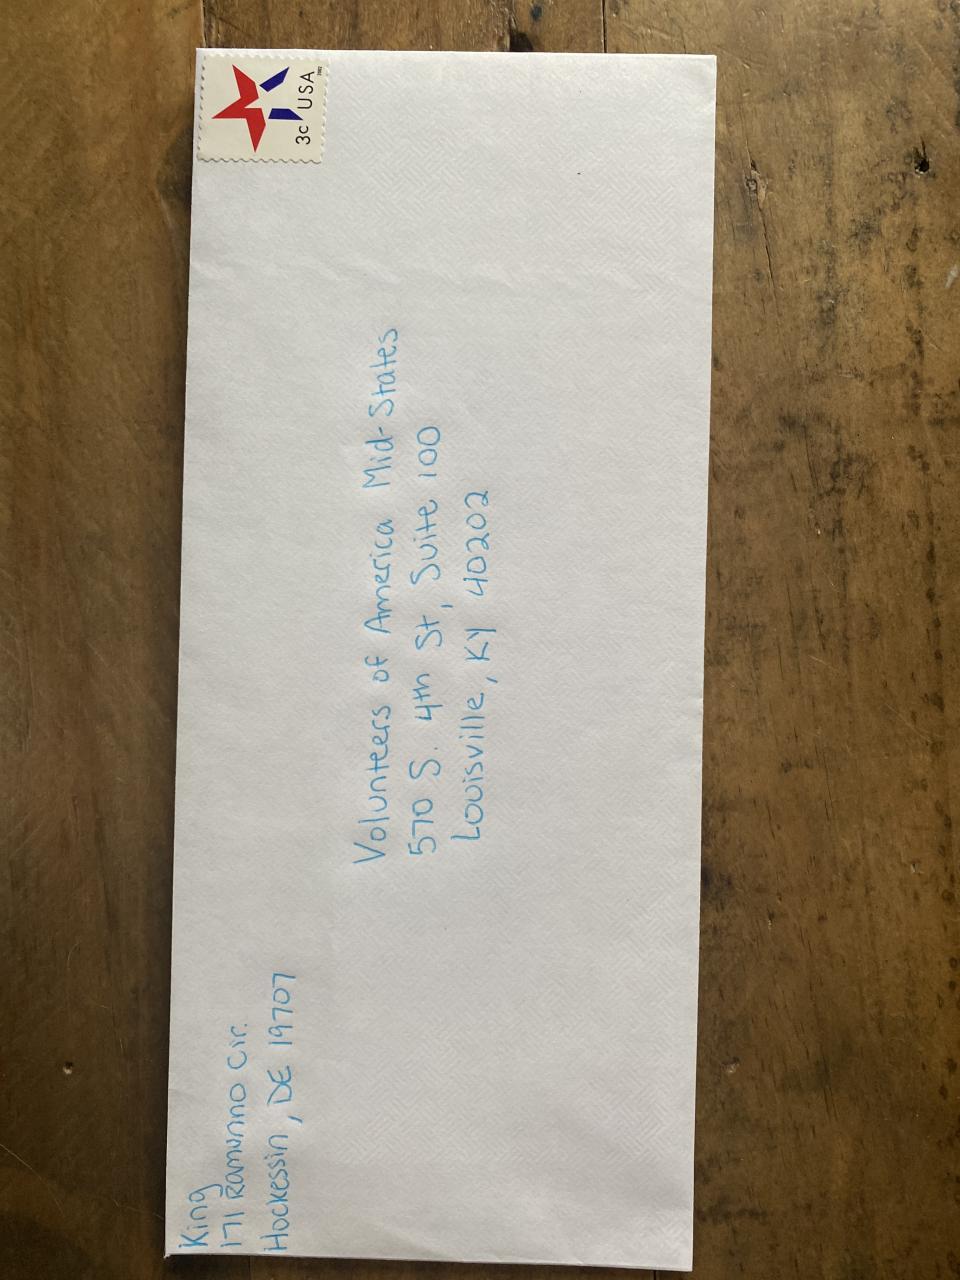 King
171 Ramunno Cir.
Hockessin, DE 19707
3c USA
2002
Volunteers of America Mid-States
570 S. 4th St, Suite 100
Louisville, KY 40202